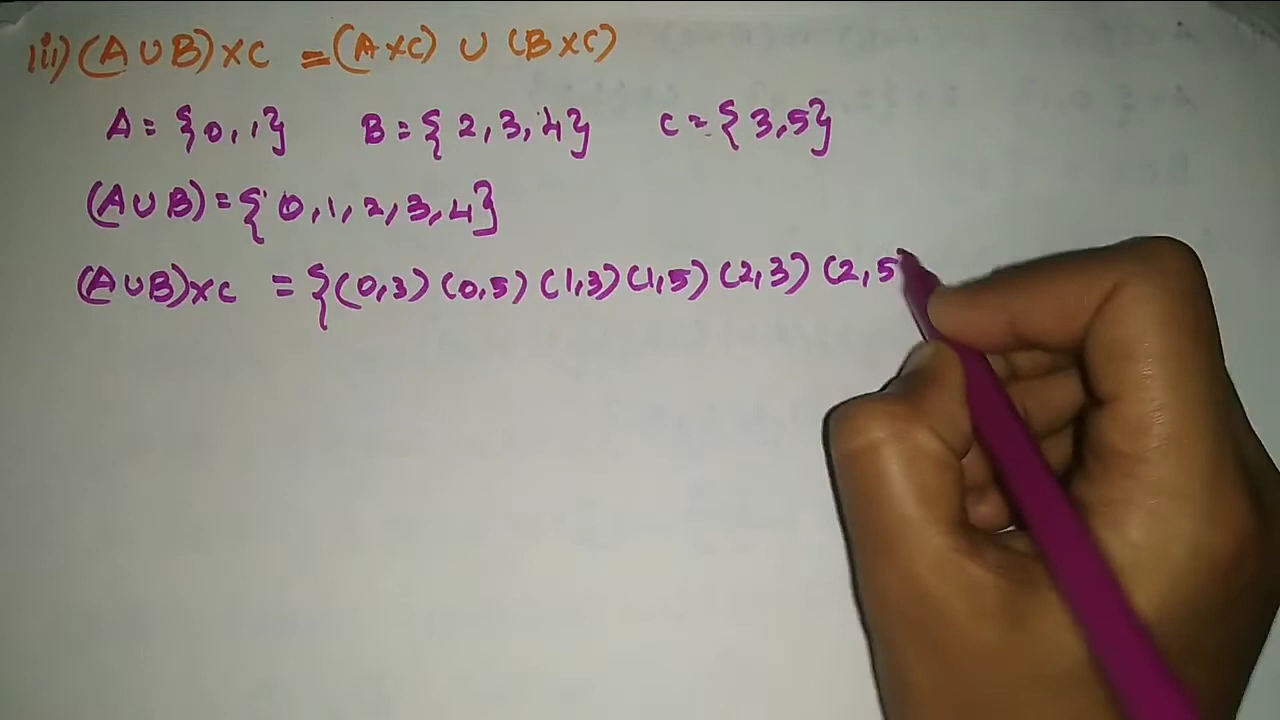 iii) (A ∪ B) × C = (A × C) ∪ (B × C)
A = {0, 1} B = {2, 3, 4} C = {3, 5}
(A ∪ B) = {0, 1, 2, 3, 4}
(A ∪ B) × C = {(0,3) (0,5) (1,3) (1,5) (2,3) (2,5